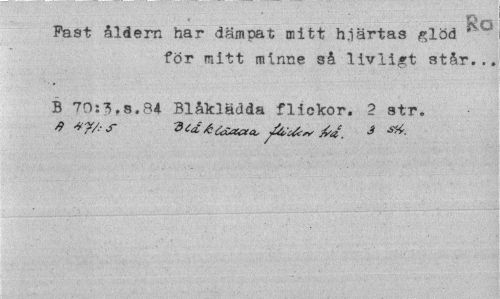 Fast åldern har dämpat mitt hjärtas glöd Ro
för mitt minne så livligt står...
B 70:3,s.84 Blåklädda flickor. 2 str.
A 471:5 Blåklädda flickor två. 3 str.